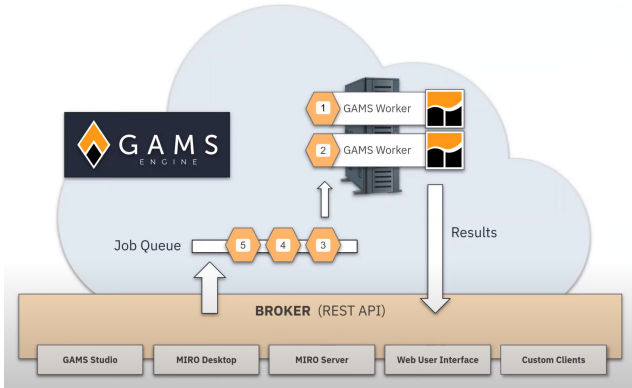 GAMS
ENGINE
1 GAMS Worker
2 GAMS Worker
Job Queue
5 4 3
Results
BROKER (REST API)
GAMS Studio
MIRO Desktop
MIRO Server
Web User Interface
Custom Clients